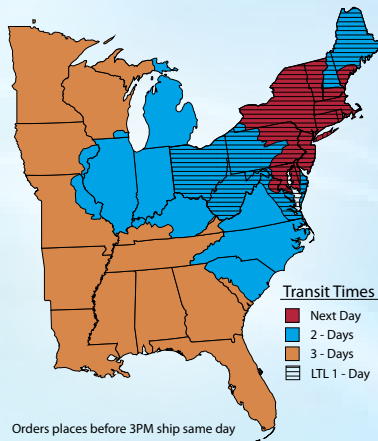 Transit Times
Next Day
2 - Days
3 - Days
LTL 1 - Day
Orders places before 3PM ship same day